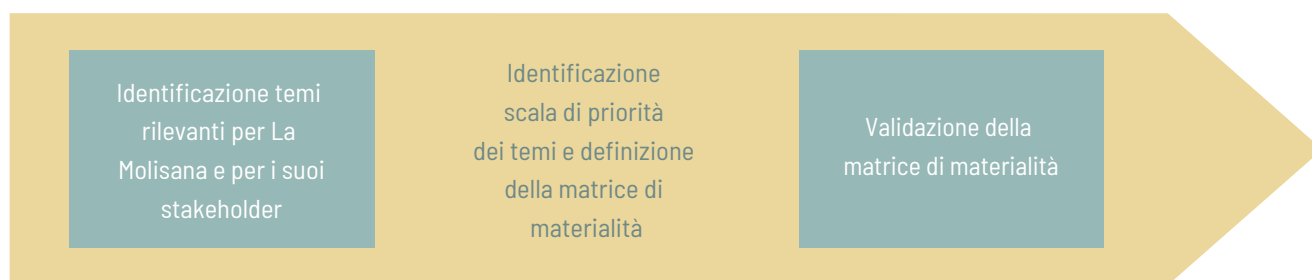 Identificazione temi
rilevanti per La
Molisana e per i suoi
stakeholder
Identificazione
scala di priorità
dei temi e definizione
della matrice di
materialità
Validazione della
matrice di materialità